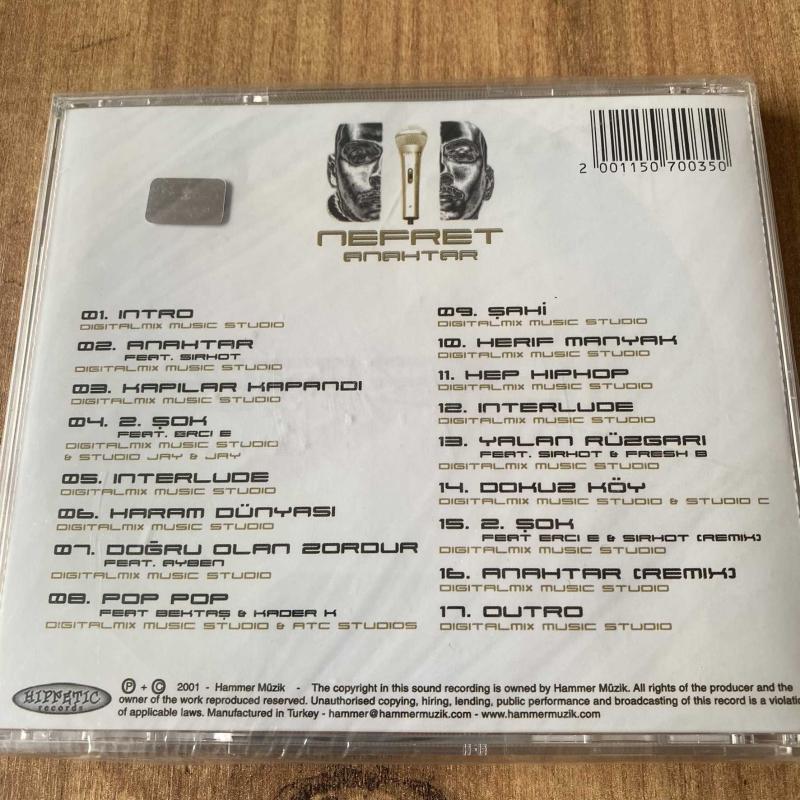 2 001150 700350
NEFRET
ANAHTAR
01. INTRO
DIGITALMIX MUSIC STUDIO
02. ANAHTAR
FEAT. SIRHOT
DIGITALMIX MUSIC STUDIO
03. KAPILAR KAPANDI
DIGITALMIX MUSIC STUDIO
04. 2. ŞOK
FEAT. ERCI E
DIGITALMIX MUSIC STUDIO
& STUDIO JAY & JAY
05. INTERLUDE
DIGITALMIX MUSIC STUDIO
06. HARAM DÜNYASI
DIGITALMIX MUSIC STUDIO
07. DOĞRU OLAN ZORDUR
FEAT. AYBEN
DIGITALMIX MUSIC STUDIO
08. POP POP
FEAT BEKTAŞ & KADER K
DIGITALMIX MUSIC STUDIO & ATC STUDIOS
09. ŞAHİ
DIGITALMIX MUSIC STUDIO
10. HERIF MANYAK
DIGITALMIX MUSIC STUDIO
11. HEP HIPHOP
DIGITALMIX MUSIC STUDIO
12. INTERLUDE
DIGITALMIX MUSIC STUDIO
13. YALAN RÜZGARI
FEAT. SIRHOT & FRESH B
DIGITALMIX MUSIC STUDIO
14. DOKUZ KÖY
DIGITALMIX MUSIC STUDIO & STUDIO C
15. 2. ŞOK
FEAT ERCI E & SIRHOT (REMIX)
DIGITALMIX MUSIC STUDIO
16. ANAHTAR (REMIX)
DIGITALMIX MUSIC STUDIO
17. OUTRO
DIGITALMIX MUSIC STUDIO
HIPNETIC
records
℗ + © 2001 - Hammer Müzik - The copyright in this sound recording is owned by Hammer Müzik. All rights of the producer and the
owner of the work reproduced reserved. Unauthorised copying, hiring, lending, public performance and broadcasting of this record is a violatio
of applicable laws. Manufactured in Turkey - hammer@hammermuzik.com - www.hammermuzik.com